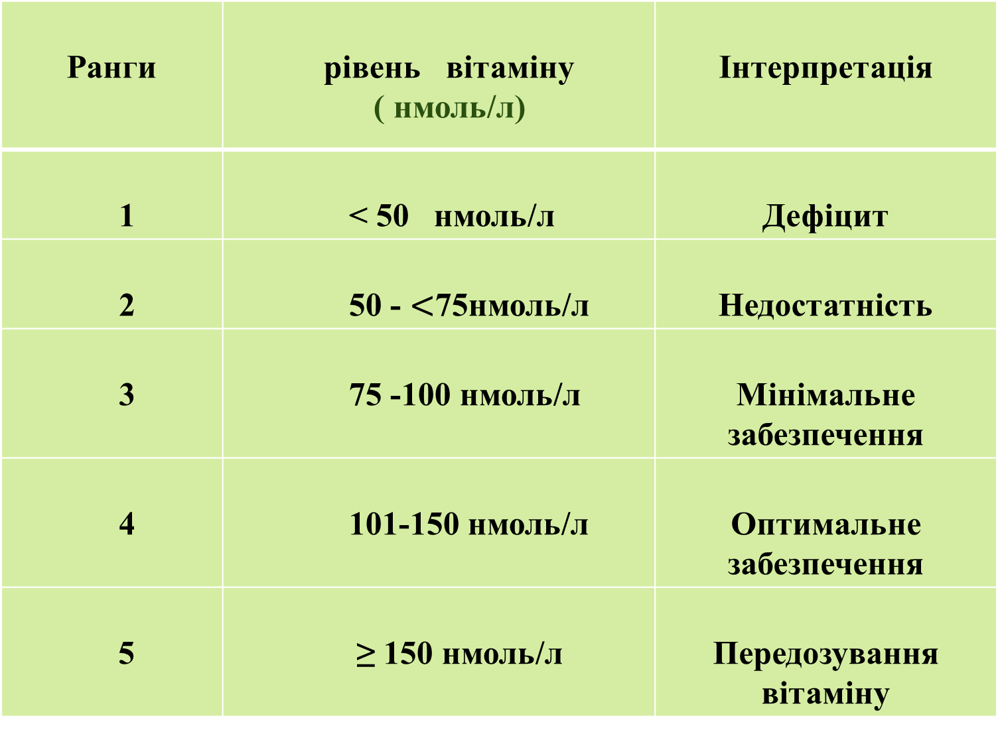 Ранги
рівень вітаміну
( нмоль/л)
Інтерпретація
1
< 50 нмоль/л
Дефіцит
2
50 - <75нмоль/л
Недостатність
3
75 -100 нмоль/л
Мінімальне
забезпечення
4
101-150 нмоль/л
Оптимальне
забезпечення
5
≥ 150 нмоль/л
Передозування
вітаміну